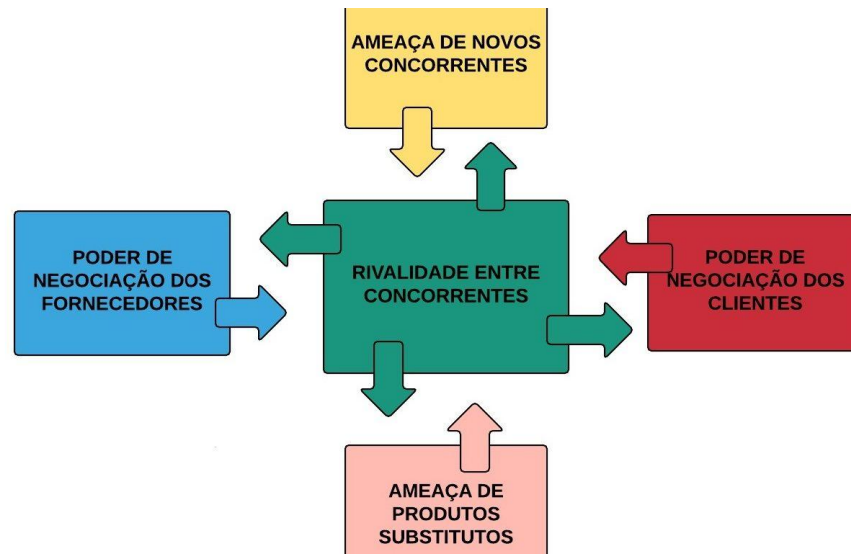 AMEAÇA DE NOVOS
CONCORRENTES
PODER DE
NEGOCIAÇÃO DOS
FORNECEDORES
RIVALIDADE ENTRE
CONCORRENTES
PODER DE
NEGOCIAÇÃO DOS
CLIENTES
AMEAÇA DE
PRODUTOS
SUBSTITUTOS